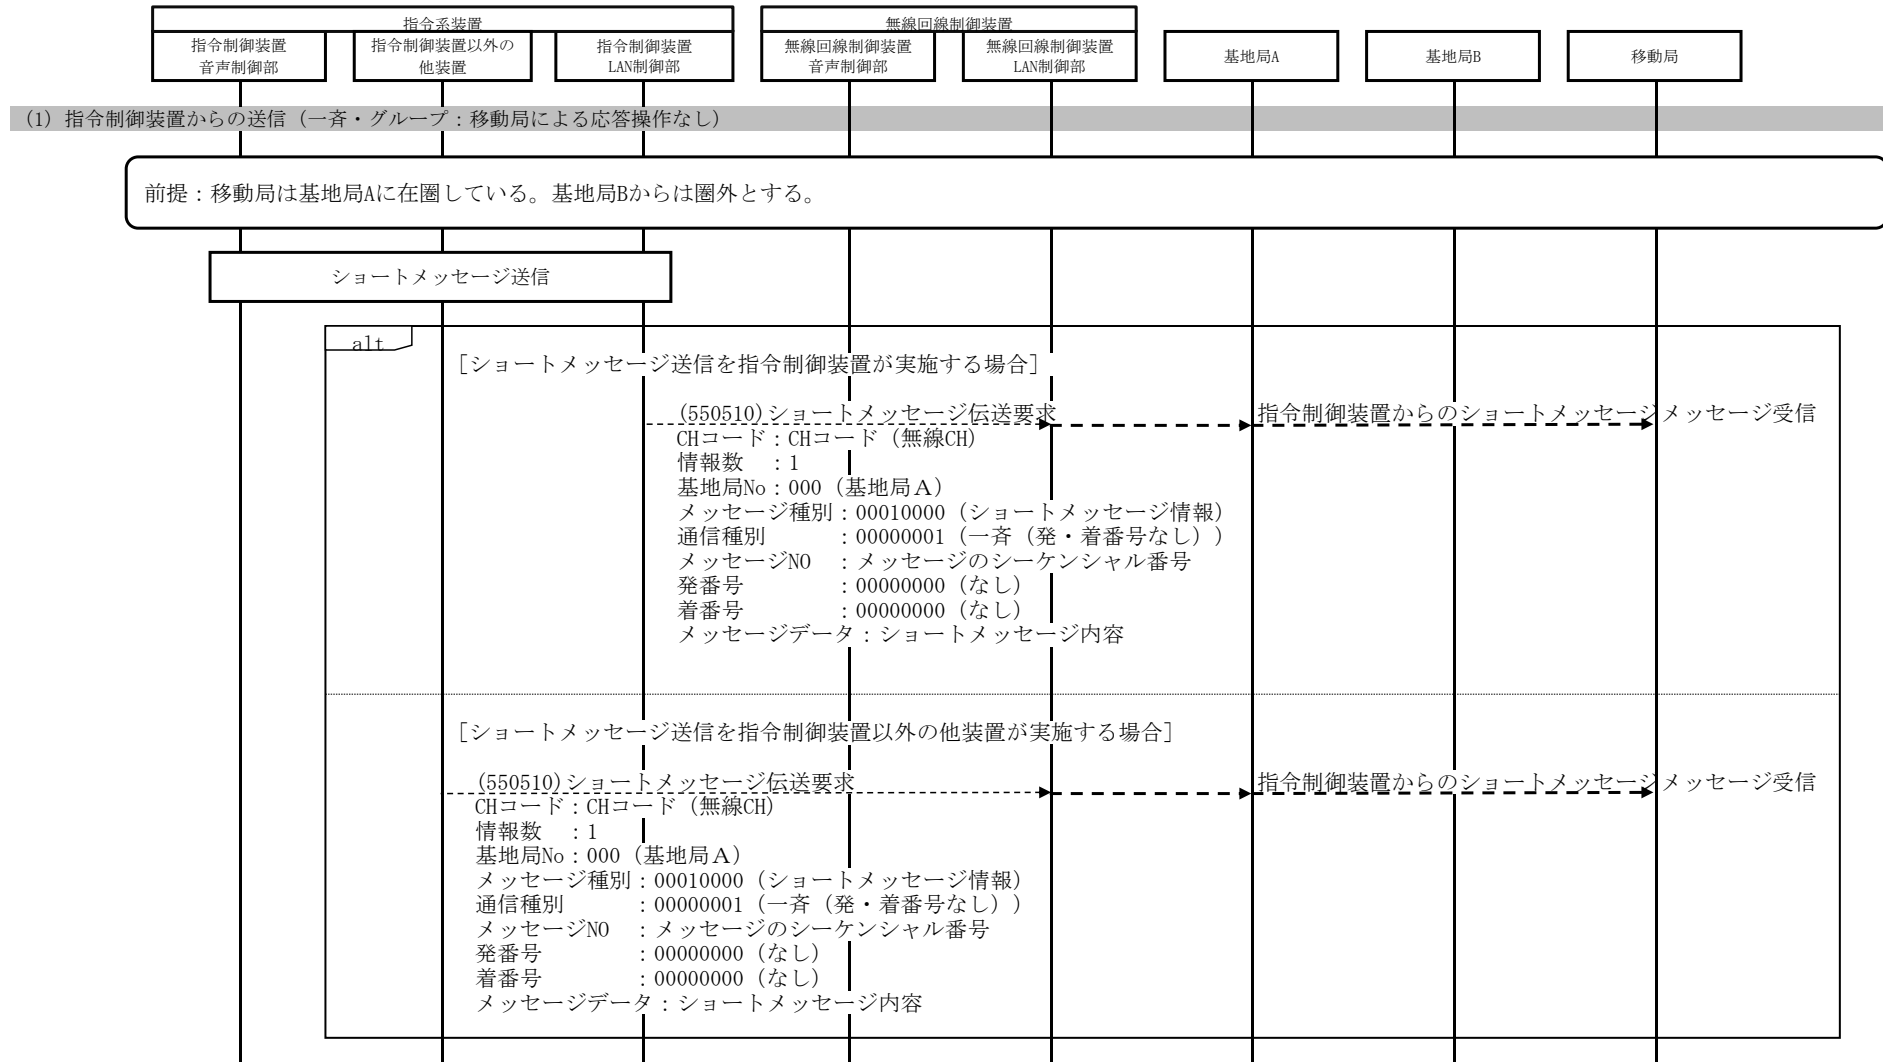 指令系装置
無線回線制御装置
指令制御装置
音声制御部
指令制御装置以外の
他装置
指令制御装置
LAN制御部
無線回線制御装置
音声制御部
無線回線制御装置
LAN制御部
基地局A
基地局B
移動局
(1) 指令制御装置からの送信（一斉・グループ：移動局による応答操作なし）
前提：移動局は基地局Aに在圏している。基地局Bからは圏外とする。
ショートメッセージ送信
alt
［ショートメッセージ送信を指令制御装置が実施する場合］
(550510)ショートメッセージ伝送要求
指令制御装置からのショートメッセージ
メッセージ受信
CHコード：CHコード（無線CH）
情報数　：1
基地局No：000（基地局Ａ）
メッセージ種別：00010000（ショートメッセージ情報）
通信種別　　　：00000001（一斉（発・着番号なし））
メッセージNO　：メッセージのシーケンシャル番号
発番号　　　　：00000000（なし）
着番号　　　　：00000000（なし）
メッセージデータ：ショートメッセージ内容
［ショートメッセージ送信を指令制御装置以外の他装置が実施する場合］
(550510)ショートメッセージ伝送要求
指令制御装置からのショートメッセージ
メッセージ受信
CHコード：CHコード（無線CH）
情報数　：1
基地局No：000（基地局Ａ）
メッセージ種別：00010000（ショートメッセージ情報）
通信種別　　　：00000001（一斉（発・着番号なし））
メッセージNO　：メッセージのシーケンシャル番号
発番号　　　　：00000000（なし）
着番号　　　　：00000000（なし）
メッセージデータ：ショートメッセージ内容